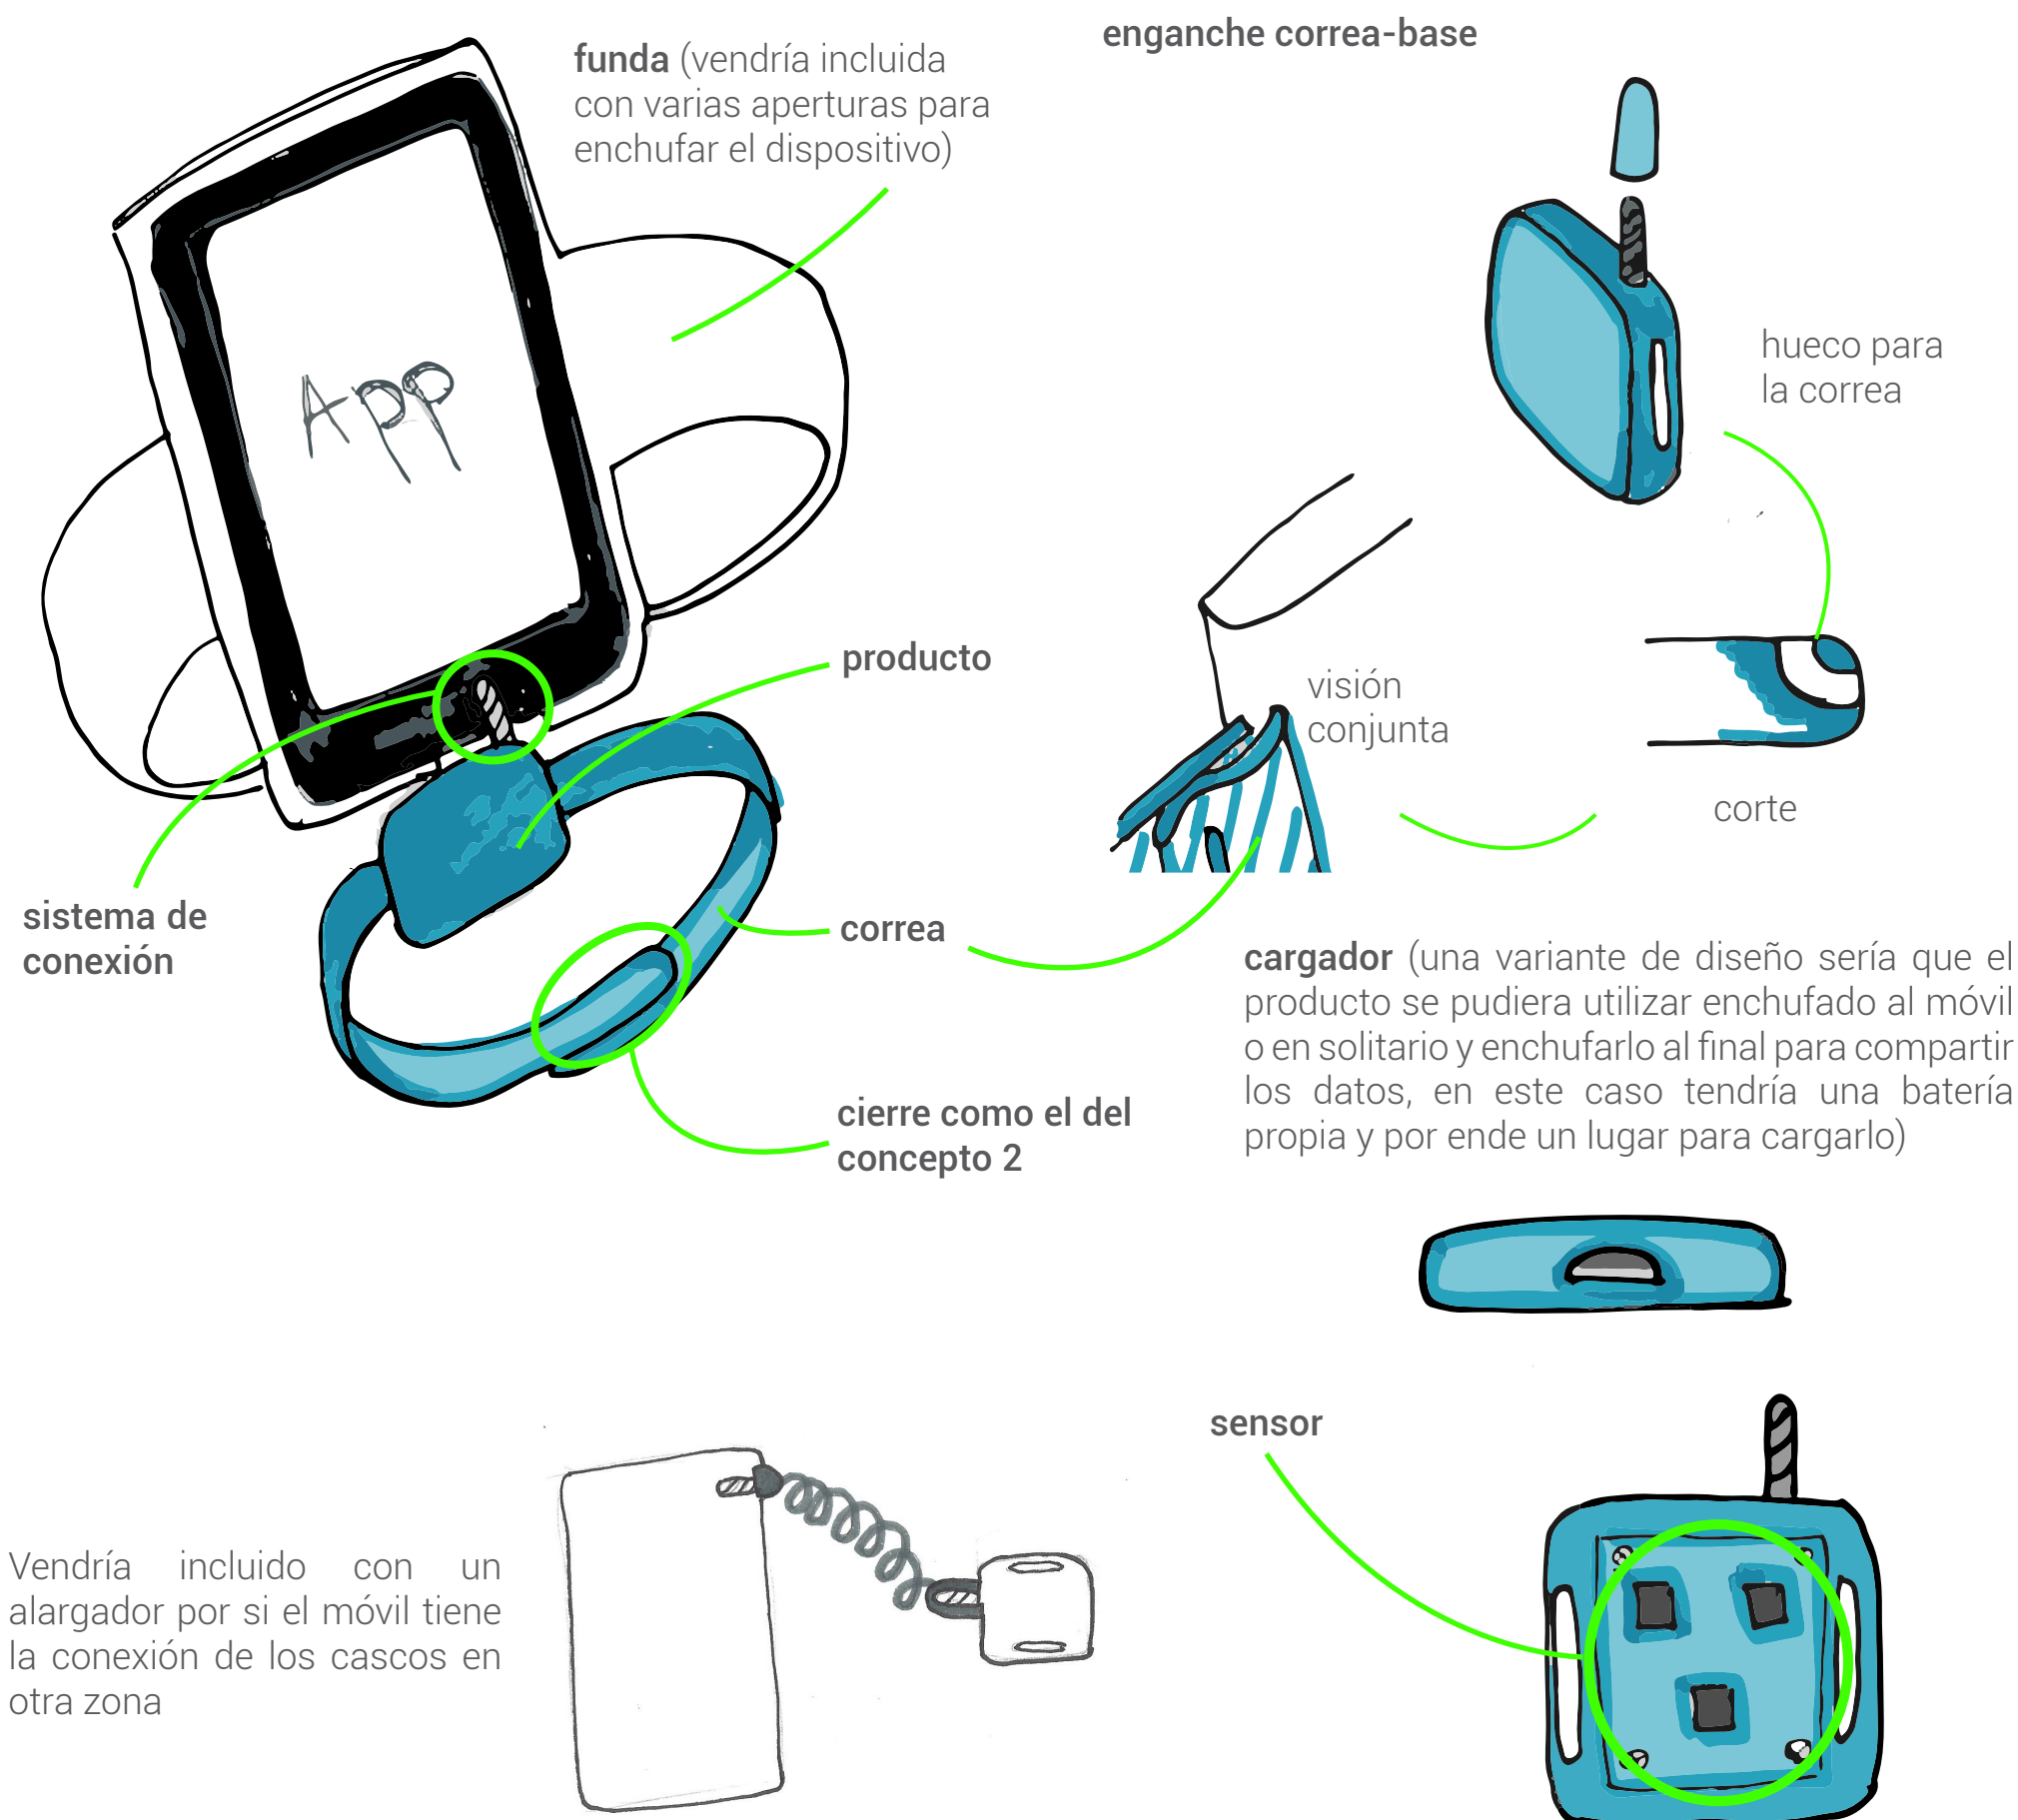 funda (vendría incluida
con varias aperturas para
enchufar el dispositivo)
enganche correa-base
App
hueco para
la correa
producto
visión
conjunta
corte
sistema de
conexión
correa
cargador (una variante de diseño sería que el
producto se pudiera utilizar enchufado al móvil
o en solitario y enchufarlo al final para compartir
los datos, en este caso tendría una batería
propia y por ende un lugar para cargarlo)
cierre como el del
concepto 2
sensor
Vendría incluido con un
alargador por si el móvil tiene
la conexión de los cascos en
otra zona